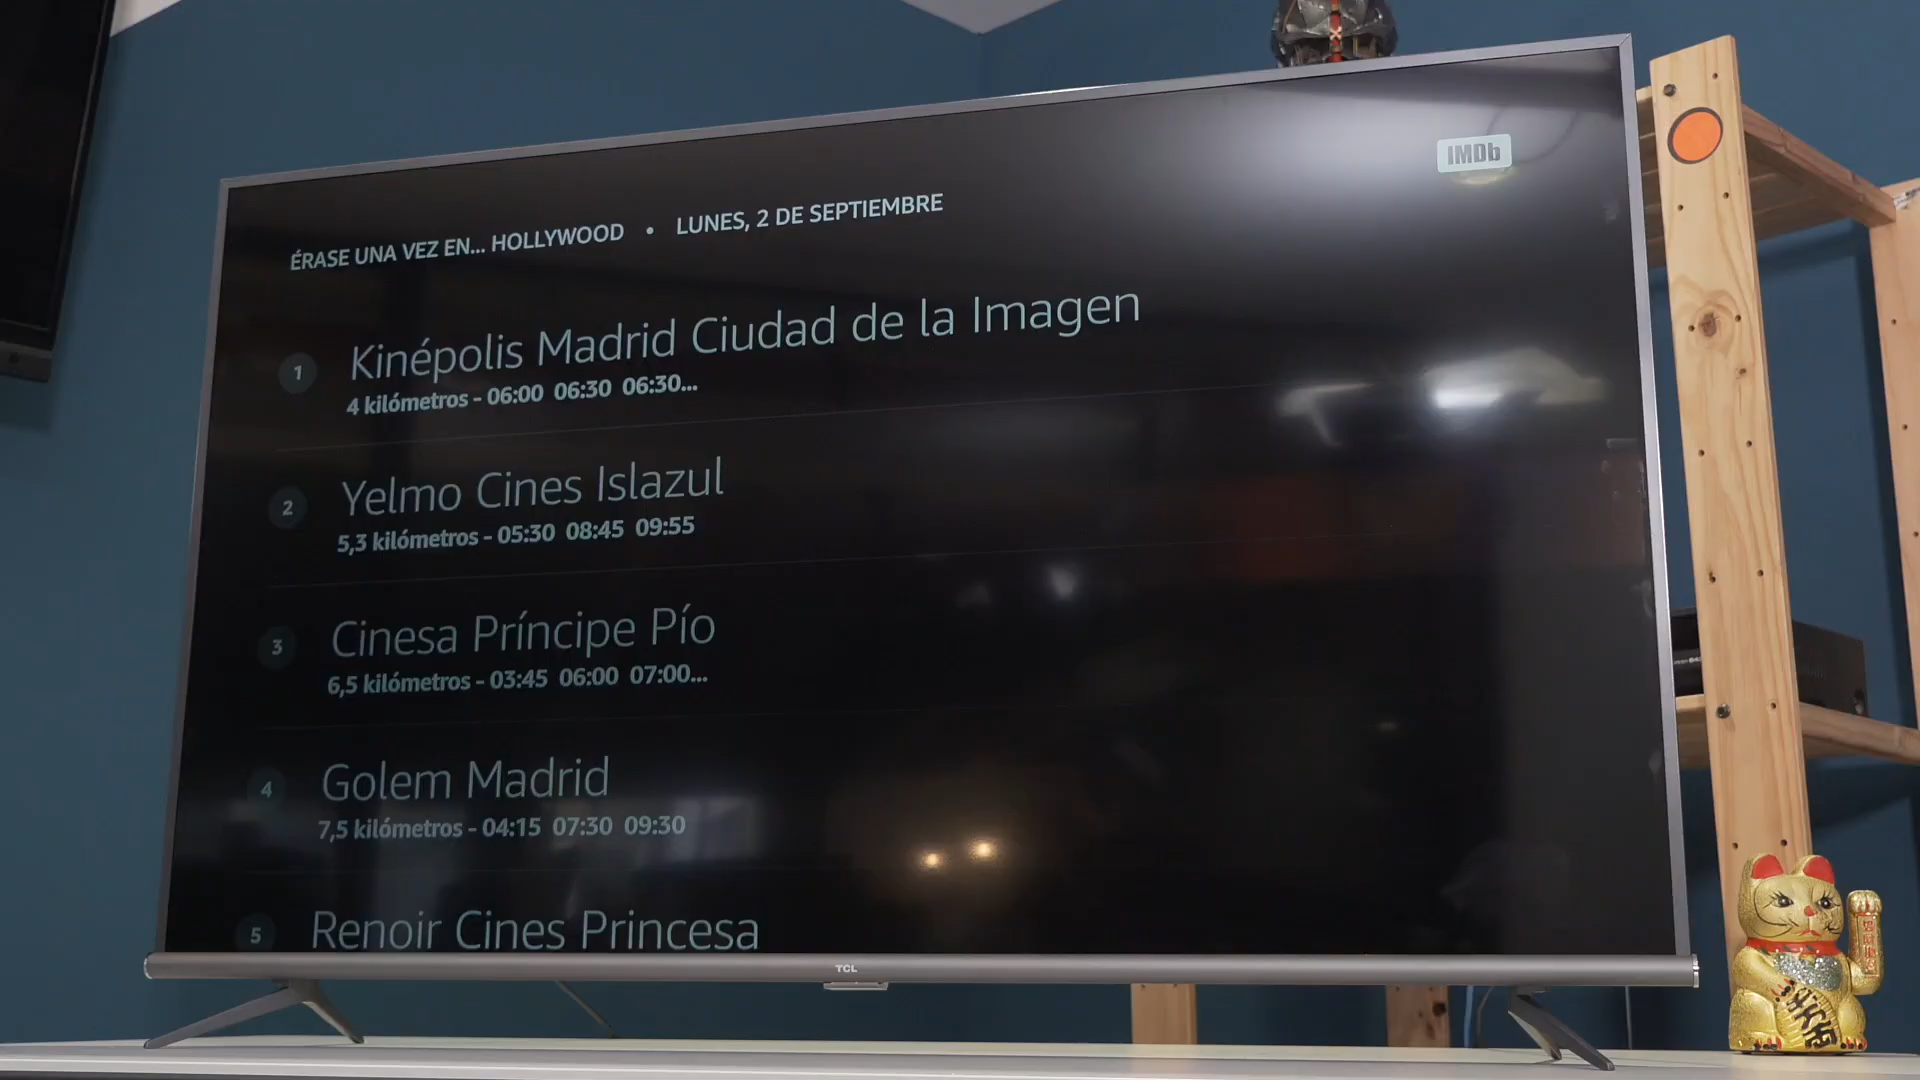 IMDb
ÉRASE UNA VEZ EN... HOLLYWOOD • LUNES, 2 DE SEPTIEMBRE
1 Kinépolis Madrid Ciudad de la Imagen
4 kilómetros - 06:00 06:30 06:30...
2 Yelmo Cines Islazul
5,3 kilómetros - 05:30 08:45 09:55
3 Cinesa Príncipe Pío
6,5 kilómetros - 03:45 06:00 07:00...
4 Golem Madrid
7,5 kilómetros - 04:15 07:30 09:30
5 Renoir Cines Princesa
TCL